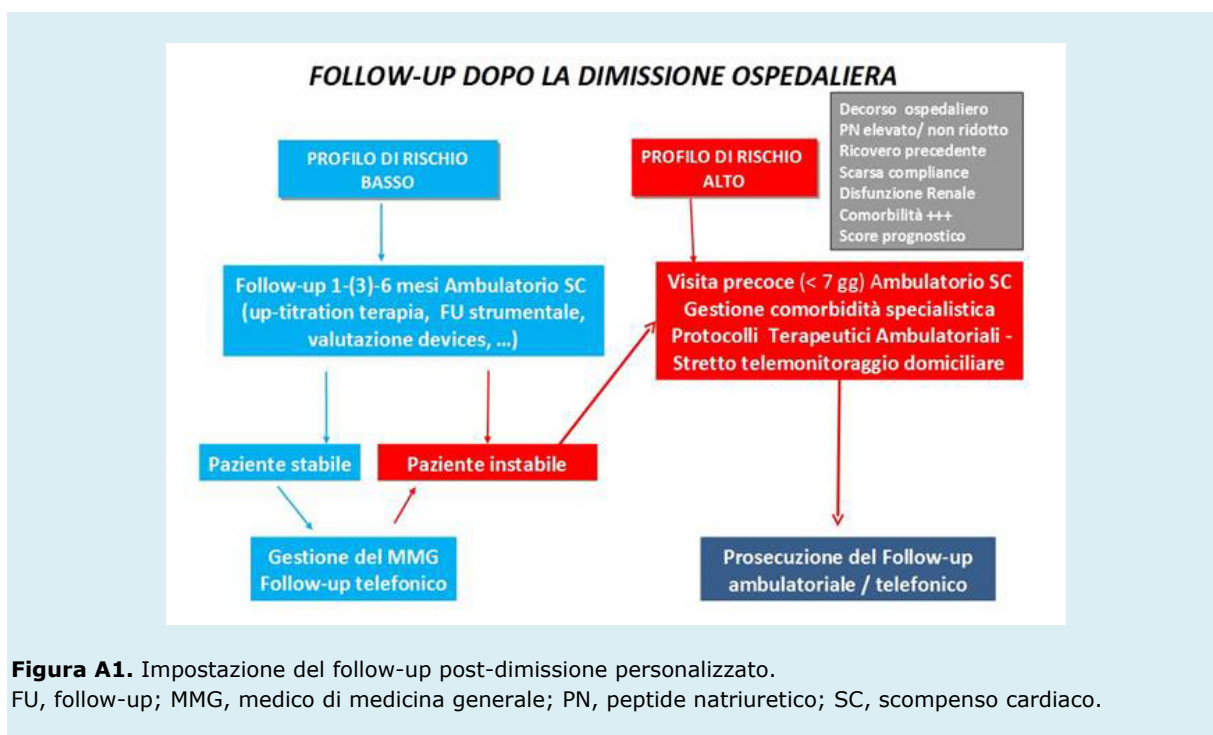 FOLLOW-UP DOPO LA DIMISSIONE OSPEDALIERA
PROFILO DI RISCHIO
BASSO
PROFILO DI RISCHIO
ALTO
Decorso ospedaliero
PN elevato/ non ridotto
Ricovero precedente
Scarsa compliance
Disfunzione Renale
Comorbilità +++
Score prognostico
Follow-up 1-(3)-6 mesi Ambulatorio SC
(up-titration terapia, FU strumentale,
valutazione devices, ...)
Visita precoce (< 7 gg) Ambulatorio SC
Gestione comorbidità specialistica
Protocolli Terapeutici Ambulatoriali -
Stretto telemonitoraggio domiciliare
Paziente stabile
Paziente instabile
Gestione del MMG
Follow-up telefonico
Prosecuzione del Follow-up
ambulatoriale / telefonico
Figura A1. Impostazione del follow-up post-dimissione personalizzato.
FU, follow-up; MMG, medico di medicina generale; PN, peptide natriuretico; SC, scompenso cardiaco.